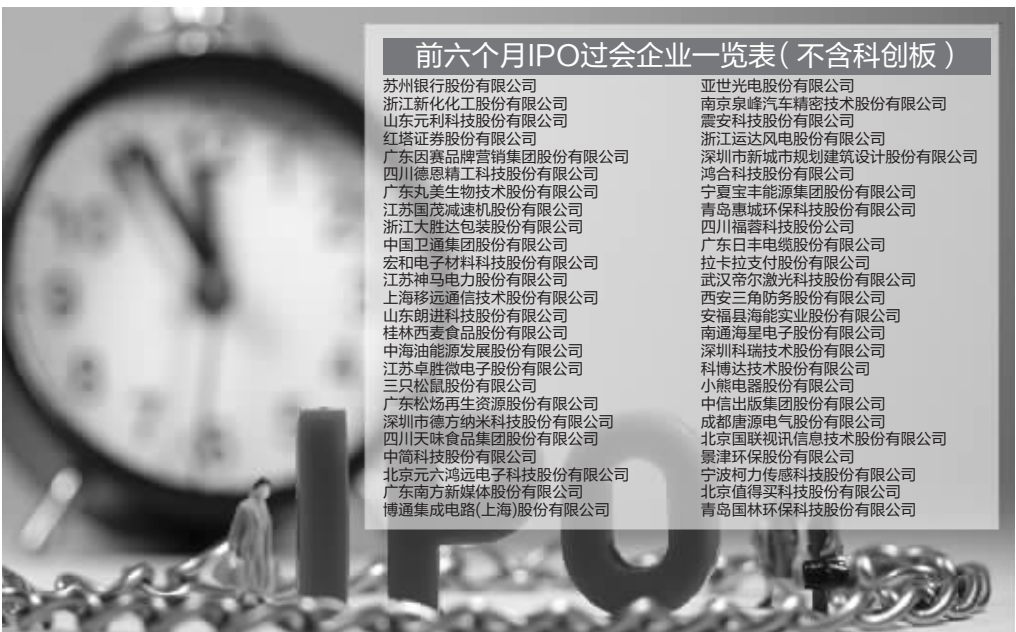 前六个月IPO过会企业一览表(不含科创板)
苏州银行股份有限公司
浙江新化化工股份有限公司
山东元利科技股份有限公司
红塔证券股份有限公司
广东因赛品牌营销集团股份有限公司
四川德恩精工科技股份有限公司
广东丸美生物技术股份有限公司
江苏国茂减速机股份有限公司
浙江大胜达包装股份有限公司
中国卫通集团股份有限公司
宏和电子材料科技股份有限公司
江苏神马电力股份有限公司
上海移远通信技术股份有限公司
山东朗进科技股份有限公司
桂林西麦食品股份有限公司
中海油能源发展股份有限公司
江苏卓胜微电子股份有限公司
三只松鼠股份有限公司
广东松炀再生资源股份有限公司
深圳市德方纳米科技股份有限公司
四川天味食品集团股份有限公司
中简科技股份有限公司
北京元六鸿远电子科技股份有限公司
广东南方新媒体股份有限公司
博通集成电路(上海)股份有限公司
亚世光电股份有限公司
南京泉峰汽车精密技术股份有限公司
震安科技股份有限公司
浙江运达风电股份有限公司
深圳市新城市规划建筑设计股份有限公司
鸿合科技股份有限公司
宁夏宝丰能源集团股份有限公司
青岛惠城环保科技股份有限公司
四川福蓉科技股份公司
广东日丰电缆股份有限公司
拉卡拉支付股份有限公司
武汉帝尔激光科技股份有限公司
西安三角防务股份有限公司
安福县海能实业股份有限公司
南通海星电子股份有限公司
深圳科瑞技术股份有限公司
科博达技术股份有限公司
小熊电器股份有限公司
中信出版集团股份有限公司
成都唐源电气股份有限公司
北京国联视讯信息技术股份有限公司
景津环保股份有限公司
宁波柯力传感科技股份有限公司
北京值得买科技股份有限公司
青岛国林环保科技股份有限公司
IPO